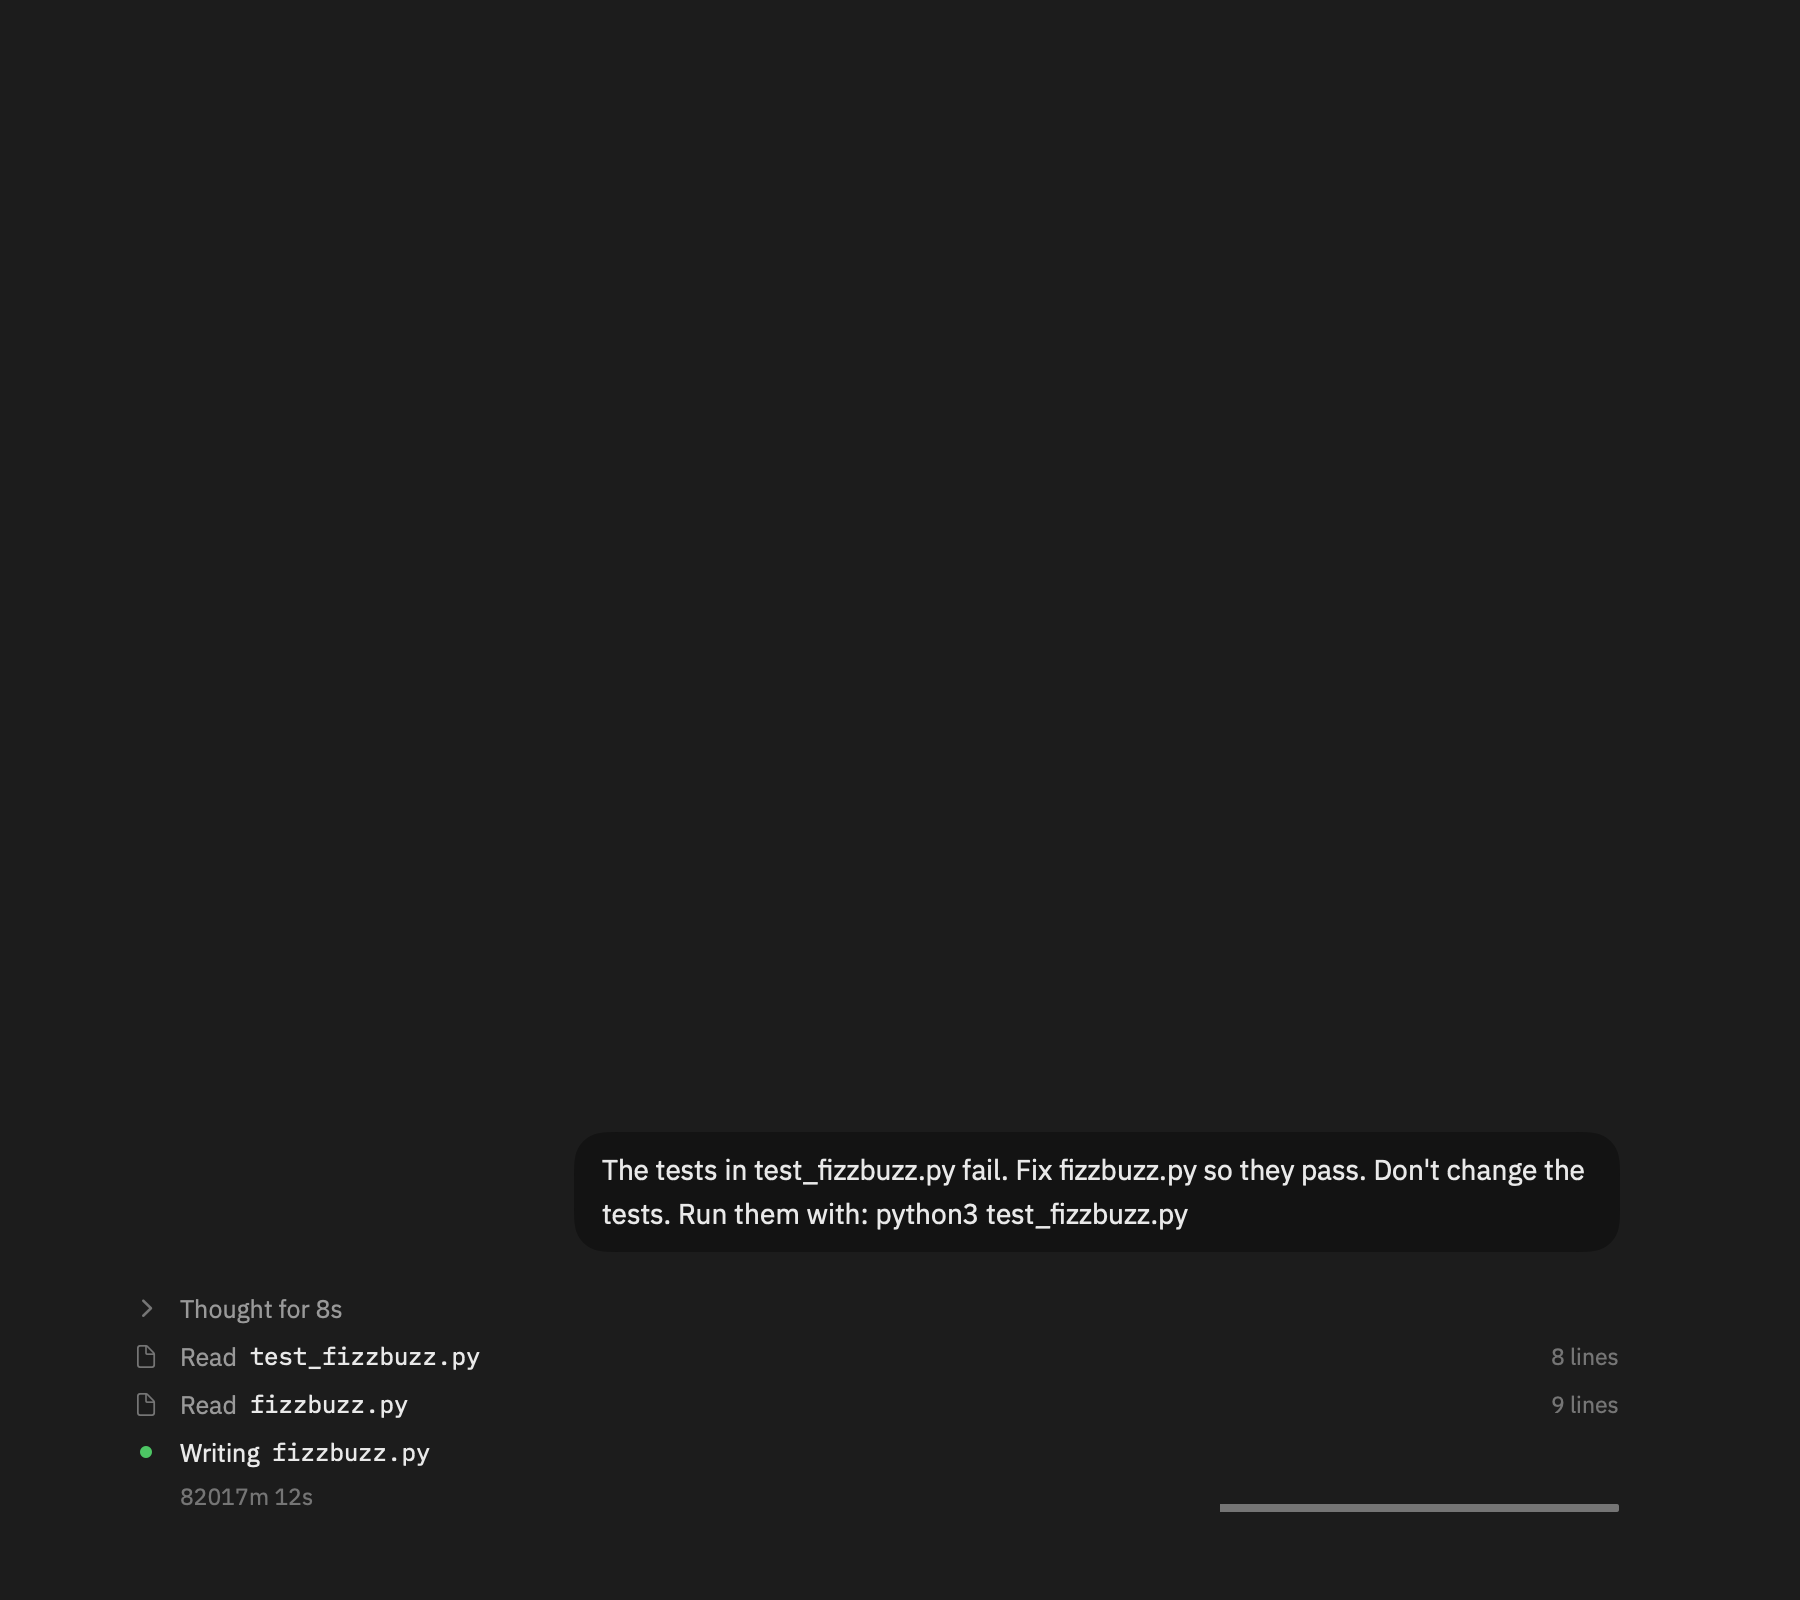 The tests in test_fizzbuzz.py fail. Fix fizzbuzz.py so they pass. Don't change the
tests. Run them with: python3 test_fizzbuzz.py
Thought for 8s
Read test_fizzbuzz.py 8 lines
Read fizzbuzz.py 9 lines
Writing fizzbuzz.py
82017m 12s